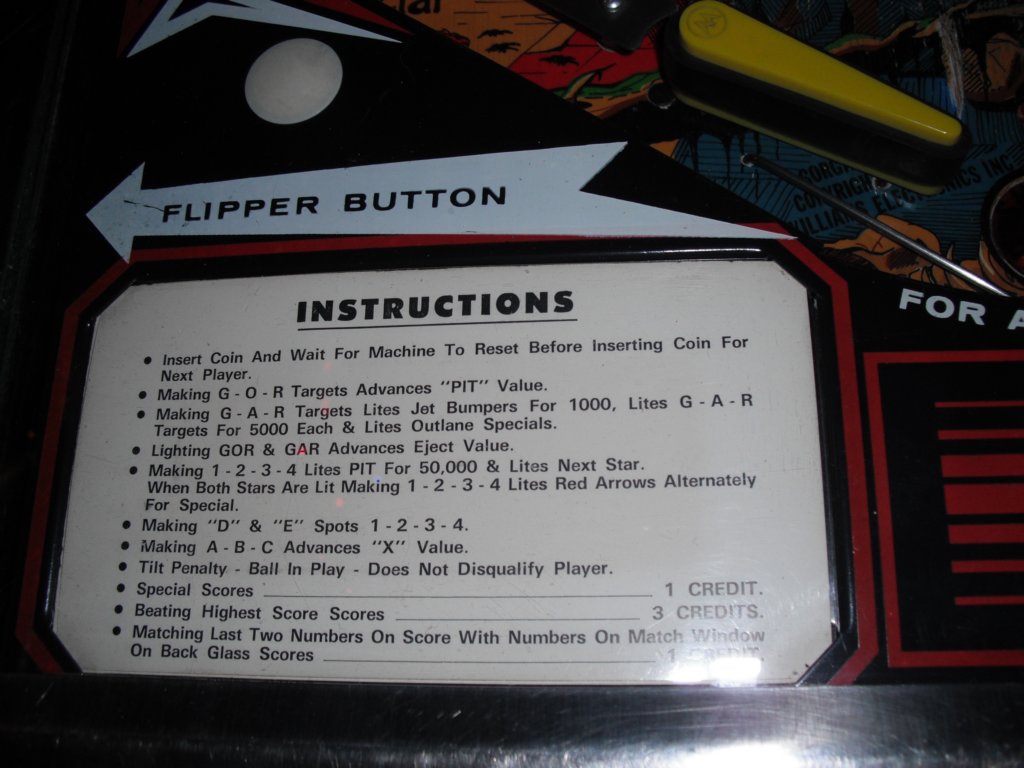 FLIPPER BUTTON
COPYRIGHT
WILLIAMS ELECTRONICS INC.
FOR A
INSTRUCTIONS
• Insert Coin And Wait For Machine To Reset Before Inserting Coin For
Next Player.
• Making G - O - R Targets Advances "PIT" Value.
• Making G - A - R Targets Lites Jet Bumpers For 1000, Lites G - A - R
Targets For 5000 Each & Lites Outlane Specials.
• Lighting GOR & GAR Advances Eject Value.
• Making 1 - 2 - 3 - 4 Lites PIT For 50,000 & Lites Next Star.
When Both Stars Are Lit Making 1 - 2 - 3 - 4 Lites Red Arrows Alternately
For Special.
• Making "D" & "E" Spots 1 - 2 - 3 - 4.
• Making A - B - C Advances "X" Value.
• Tilt Penalty - Ball In Play - Does Not Disqualify Player.
• Special Scores 1 CREDIT.
• Beating Highest Score Scores 3 CREDITS.
• Matching Last Two Numbers On Score With Numbers On Match Window
On Back Glass Scores 1 CREDIT.